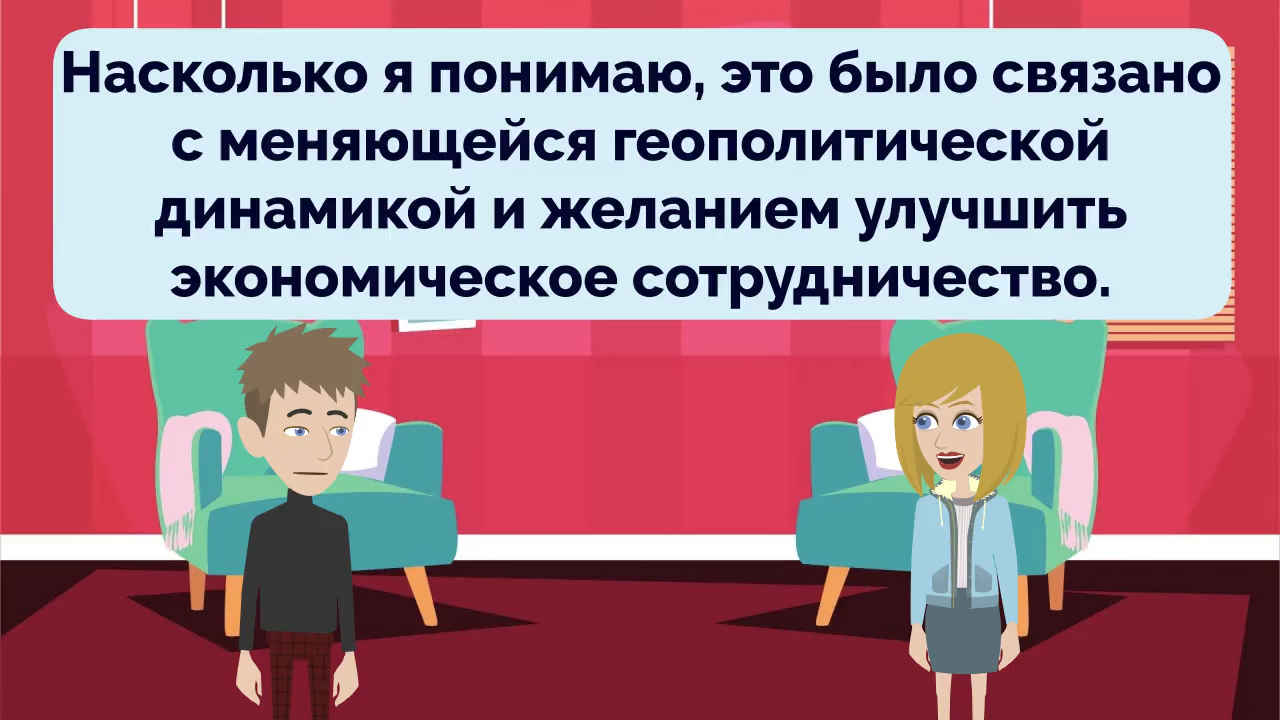 Насколько я понимаю, это было связано
с меняющейся геополитической
динамикой и желанием улучшить
экономическое сотрудничество.